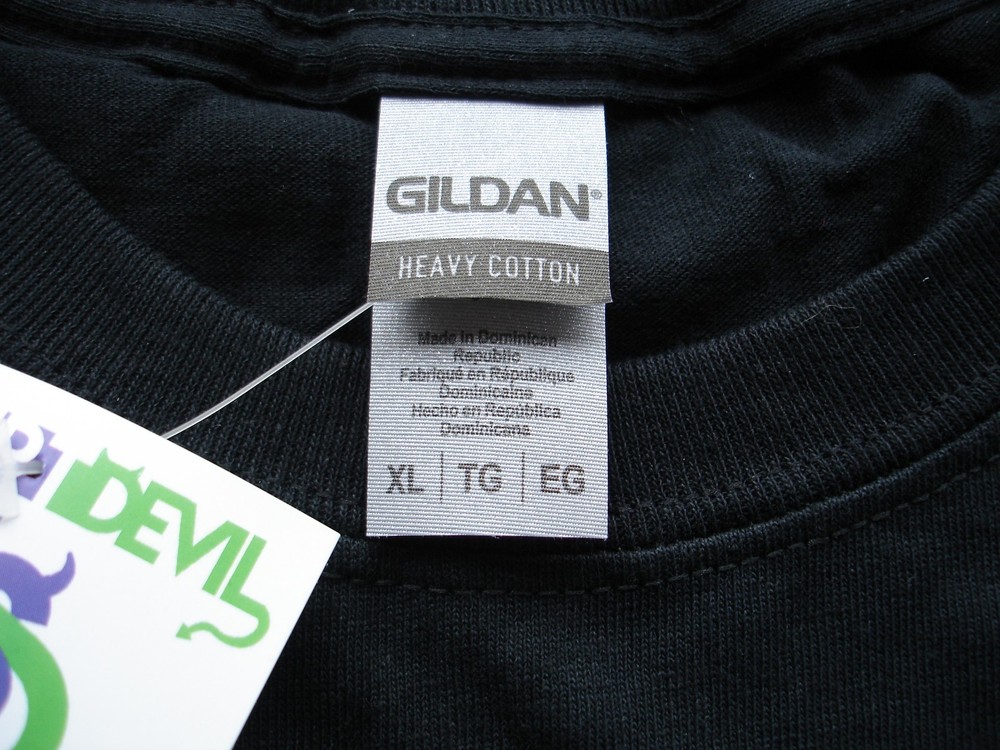 GILDAN®
HEAVY COTTON
Made in Dominican
Republic
Fabriqué en République
Dominicaine
Hecho en República
Dominicana
XL | TG | EG
DEVIL